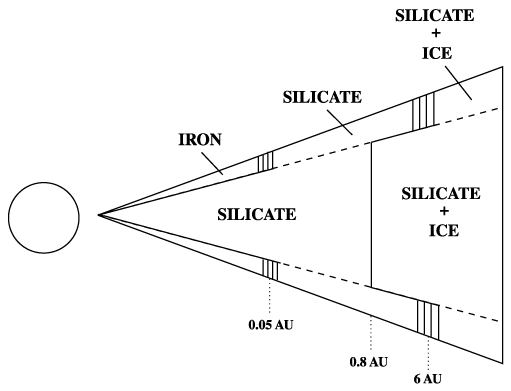 SILICATE
+
ICE
SILICATE
IRON
SILICATE
SILICATE
+
ICE
0.05 AU
0.8 AU
6 AU